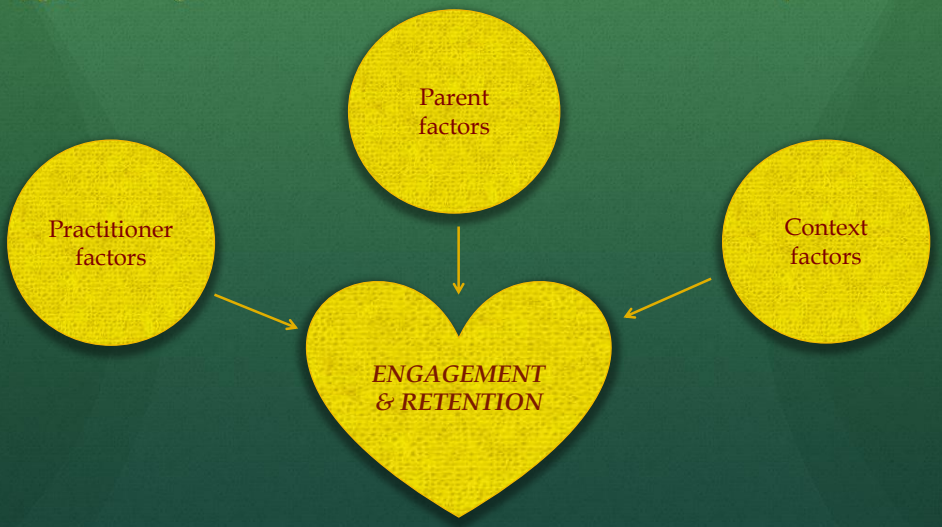 Parent
factors
Practitioner
factors
Context
factors
ENGAGEMENT
& RETENTION